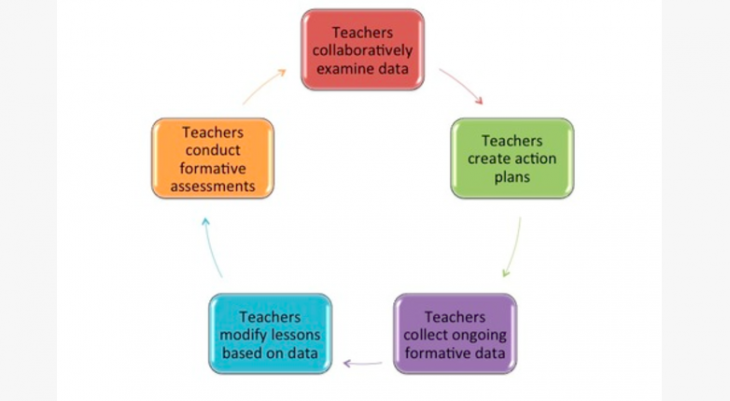 Teachers
collaboratively
examine data
Teachers
create action
plans
Teachers
collect ongoing
formative data
Teachers
modify lessons
based on data
Teachers
conduct
formative
assessments